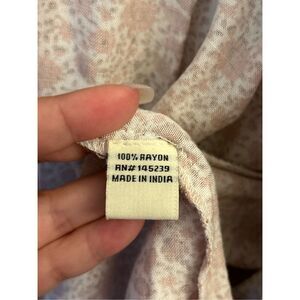 100% RAYON
RN# 145239
MADE IN INDIA